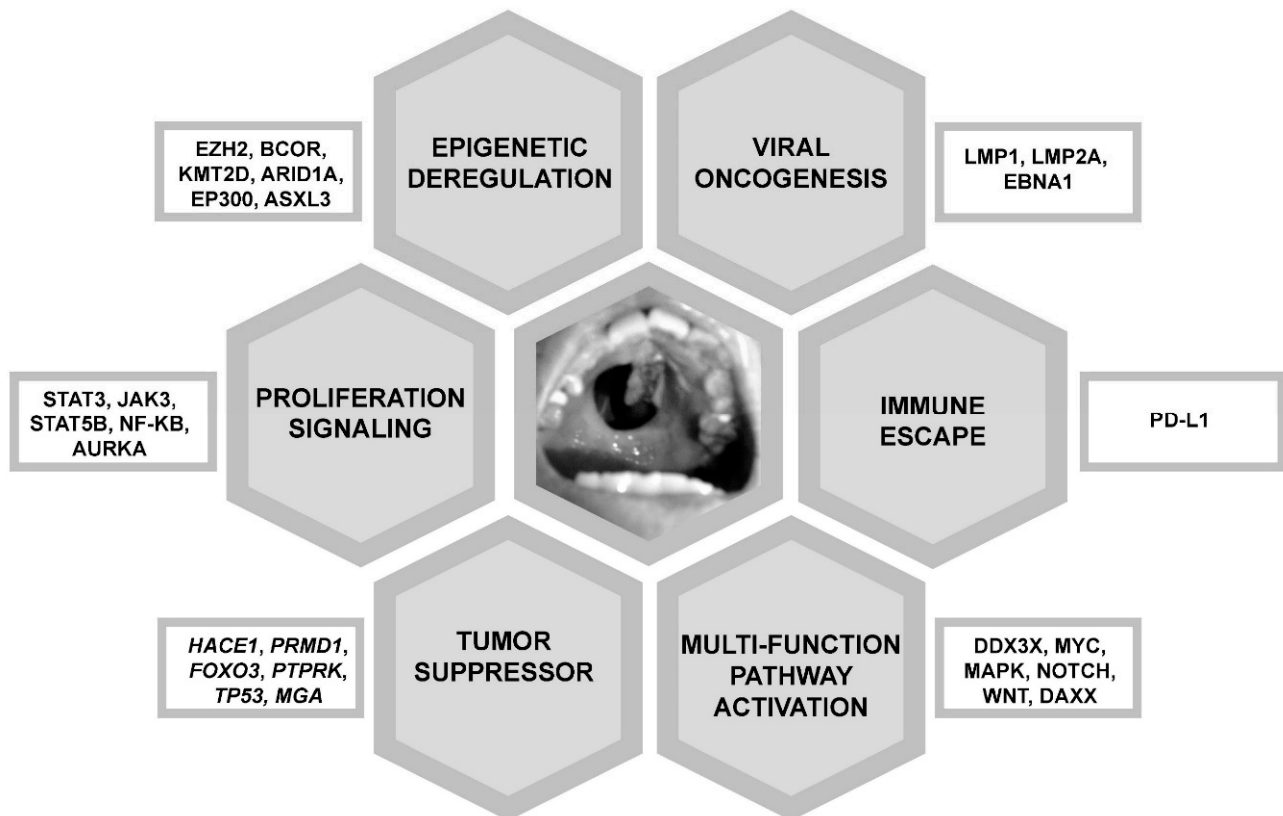 EPIGENETIC
DEREGULATION
VIRAL
ONCOGENESIS
EZH2, BCOR,
KMT2D, ARID1A,
EP300, ASXL3
LMP1, LMP2A,
EBNA1
PROLIFERATION
SIGNALING
IMMUNE
ESCAPE
STAT3, JAK3,
STAT5B, NF-KB,
AURKA
PD-L1
TUMOR
SUPPRESSOR
MULTI-FUNCTION
PATHWAY
ACTIVATION
HACE1, PRMD1,
FOXO3, PTPRK,
TP53, MGA
DDX3X, MYC,
MAPK, NOTCH,
WNT, DAXX